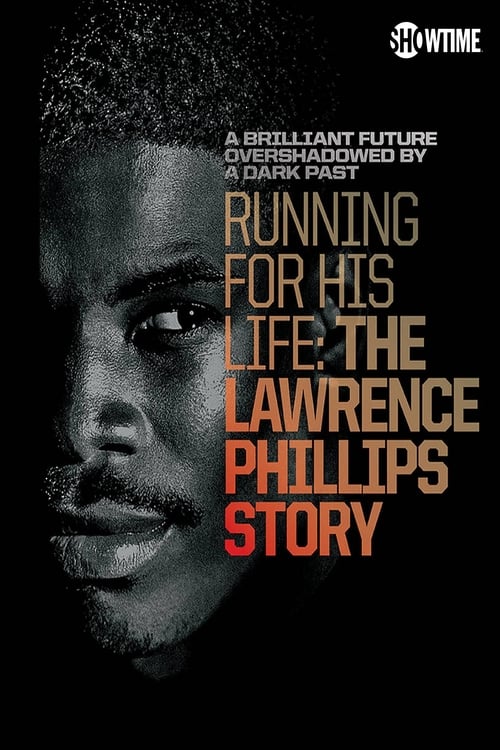 SHOWTIME
A BRILLIANT FUTURE
OVERSHADOWED BY
A DARK PAST
RUNNING
FOR HIS
LIFE: THE
LAWRENCE
PHILLIPS
STORY